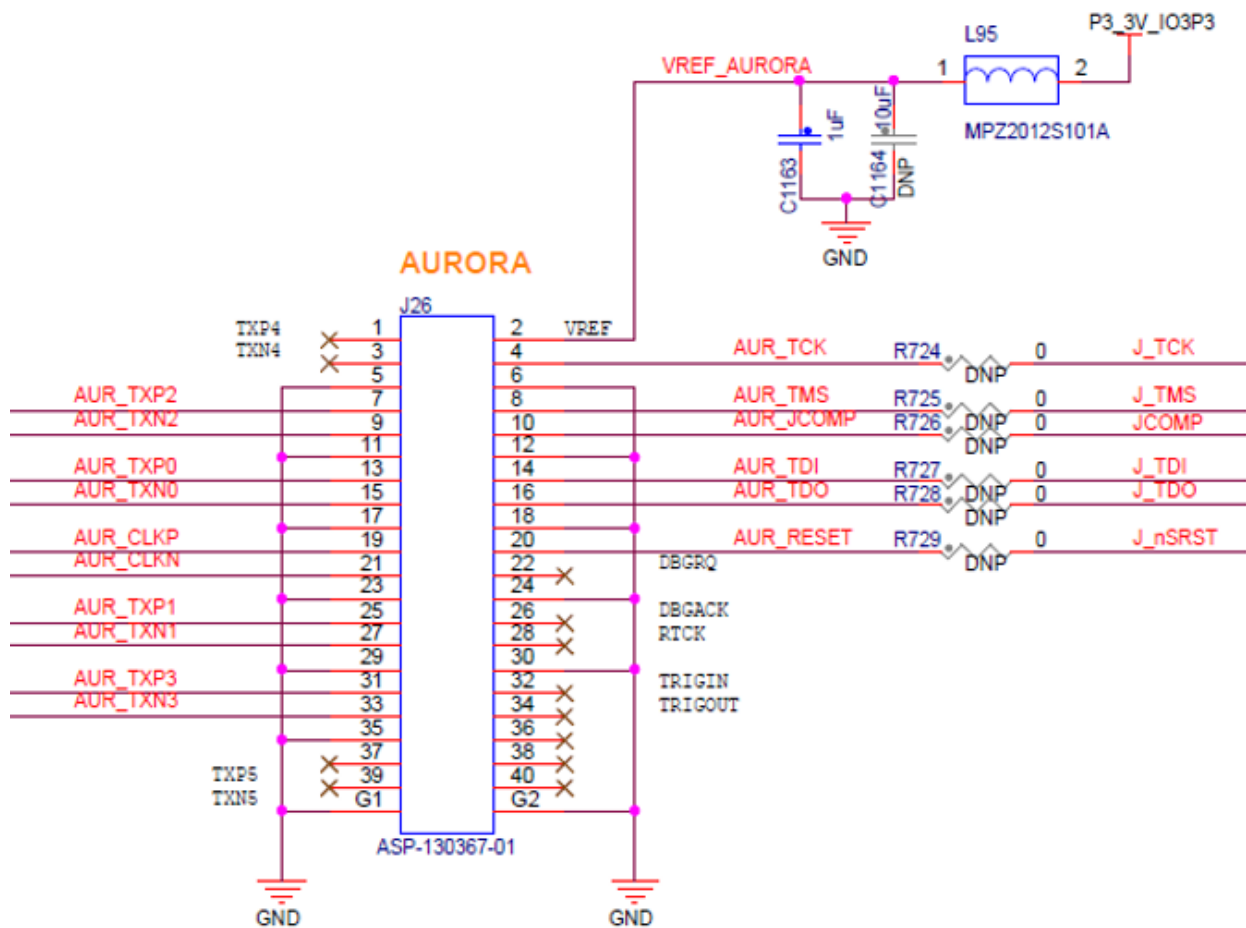 P3_3V_IO3P3
L95
VREF_AURORA
1 2
10uF
1uF
MPZ2012S101A
C1163
C1164
DNP
GND
AURORA
J26
TXP4 1 2 VREF
TXN4 3 4 AUR_TCK R724 0 J_TCK
DNP
5 6
AUR_TXP2 7 8 AUR_TMS R725 0 J_TMS
DNP
AUR_TXN2 9 10 AUR_JCOMP R726 0 JCOMP
DNP
11 12
AUR_TXP0 13 14 AUR_TDI R727 0 J_TDI
DNP
AUR_TXN0 15 16 AUR_TDO R728 0 J_TDO
DNP
17 18
AUR_CLKP 19 20 AUR_RESET R729 0 J_nSRST
DNP
AUR_CLKN 21 22 DBGRQ
23 24
AUR_TXP1 25 26 DBGACK
AUR_TXN1 27 28 RTCK
29 30
AUR_TXP3 31 32 TRIGIN
AUR_TXN3 33 34 TRIGOUT
35 36
TXP5 37 38
TXN5 39 40
G1 G2
ASP-130367-01
GND GND